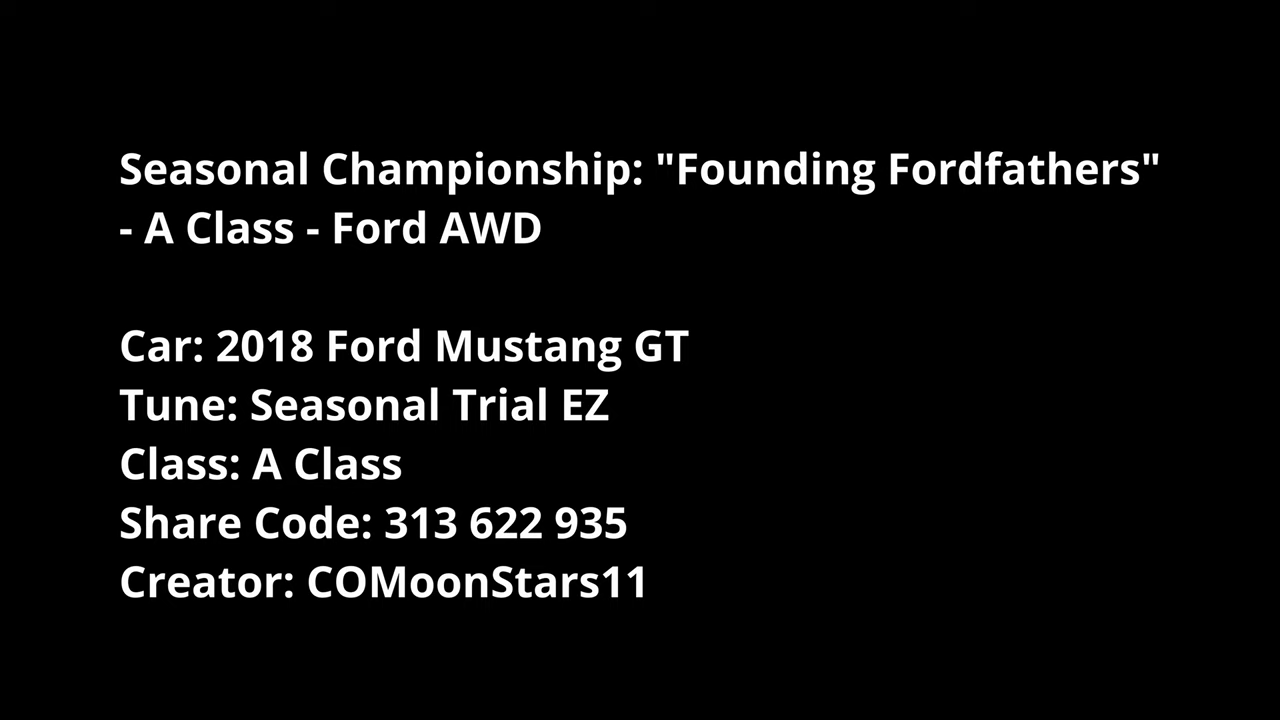 Seasonal Championship: "Founding Fordfathers"
- A Class - Ford AWD
Car: 2018 Ford Mustang GT
Tune: Seasonal Trial EZ
Class: A Class
Share Code: 313 622 935
Creator: COMoonStars11